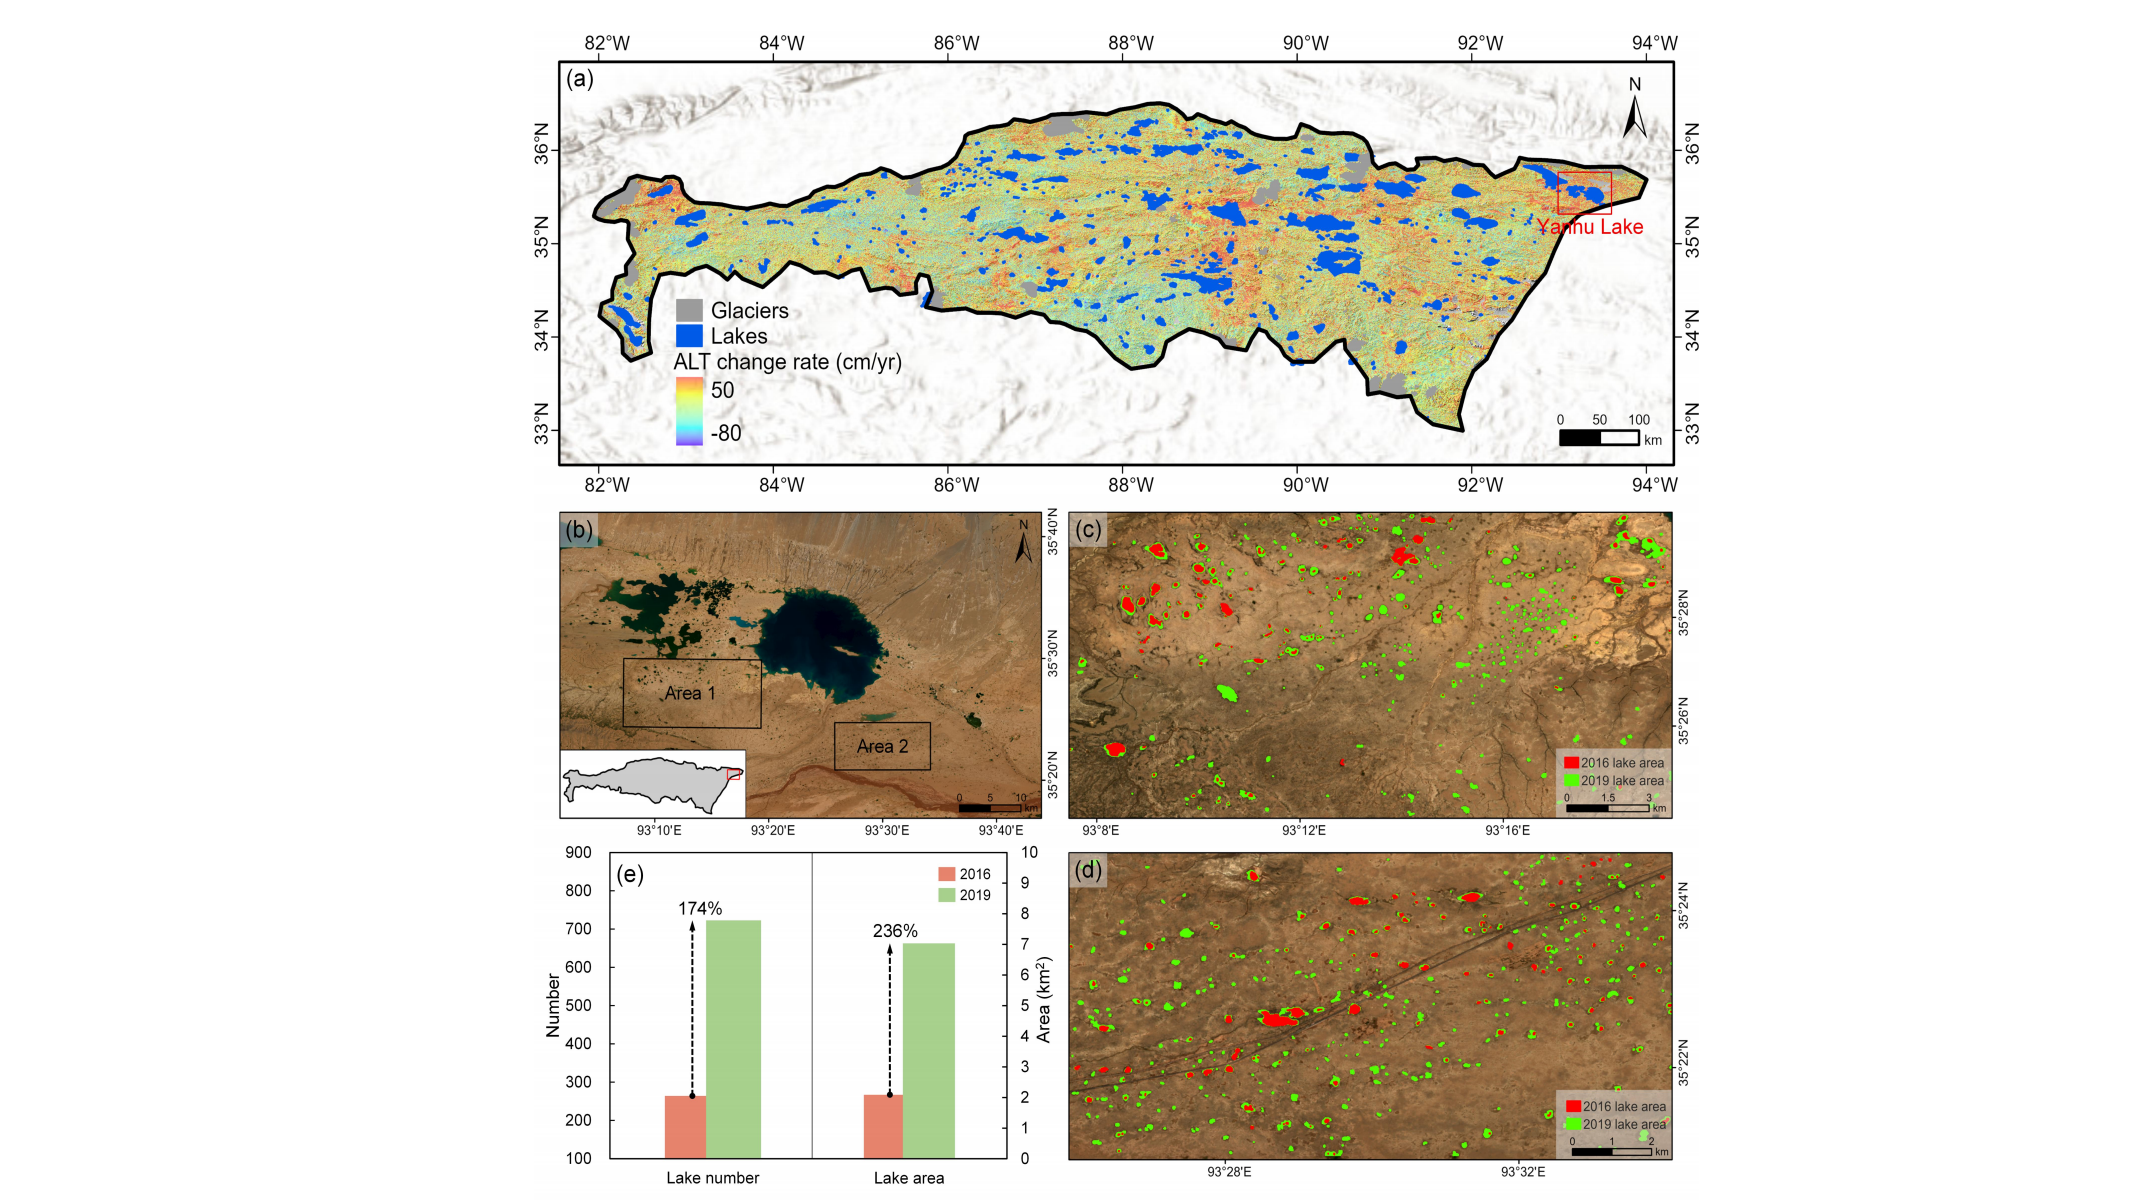 82°W 84°W 86°W 88°W 90°W 92°W 94°W
(a)
N
36°N 36°N
35°N 35°N
34°N 34°N
33°N 33°N
Yanhu Lake
Glaciers
Lakes
ALT change rate (cm/yr)
50
-80
0 50 100
km
82°W 84°W 86°W 88°W 90°W 92°W 94°W
(b)
N
35°40'N
35°30'N
35°20'N
Area 1
Area 2
0 5 10
km
93°10'E 93°20'E 93°30'E 93°40'E
(c)
35°28'N
35°26'N
2016 lake area
2019 lake area
0 1.5 3
km
93°8'E 93°12'E 93°16'E
(e)
900
800
700
600
500
400
300
200
100
Number
174%
236%
2016
2019
10
9
8
7
6
5
4
3
2
1
0
Area (km²)
Lake number Lake area
(d)
35°24'N
35°22'N
2016 lake area
2019 lake area
0 1 2
km
93°28'E 93°32'E